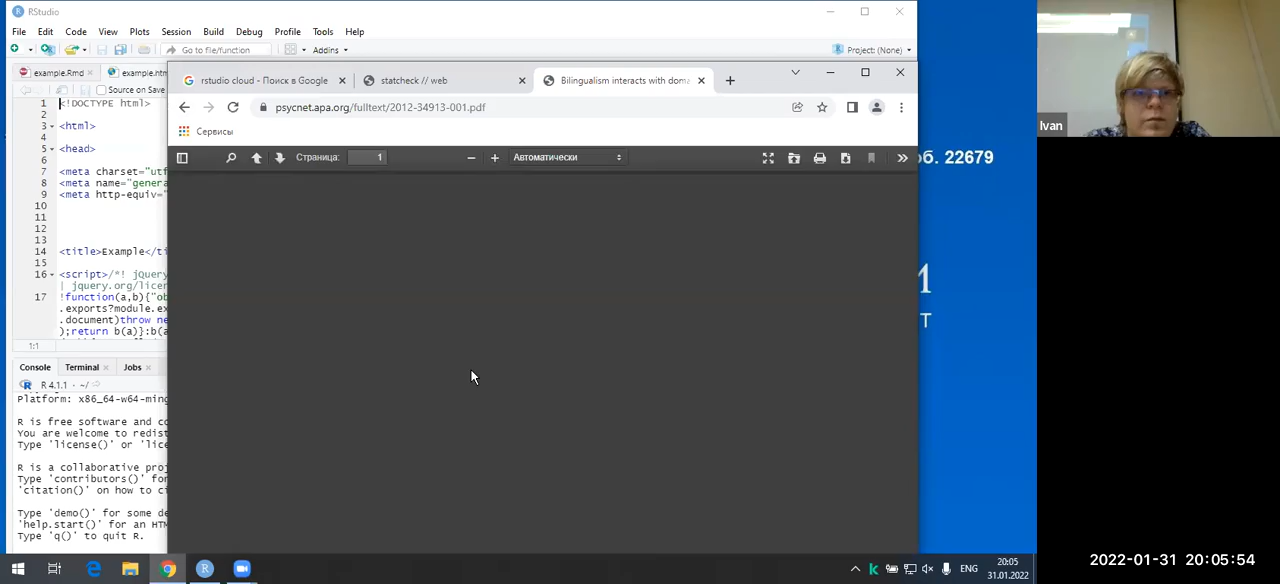 RStudio
File Edit Code View Plots Session Build Debug Profile Tools Help
Go to file/function
Addins
Project: (None)
example.Rmd
example.htm
Source on Save
1 <!DOCTYPE html>
2
3 <html>
4
5 <head>
6
7 <meta charset="utf
8 <meta name="genera
9 <meta http-equiv="
10
11
12
13
14 <title>Example</ti
15
16 <script>/*! jQuery
| jquery.org/licen
17 !function(a,b){"ob
.exports?module.ex
.document)throw ne
);return b(a)}:b(a
1:1
Console Terminal Jobs
R 4.1.1 · ~/
Platform: x86_64-w64-ming
R is free software and co
You are welcome to redist
Type 'license()' or 'lice
R is a collaborative proj
Type 'contributors()' for
'citation()' on how to ci
Type 'demo()' for some de
'help.start()' for an HTM
Type 'q()' to quit R.
rstudio cloud - Поиск в Google
statcheck // web
Bilingualism interacts with doma
psycnet.apa.org/fulltext/2012-34913-001.pdf
Сервисы
Страница: 1
Автоматически
об. 22679
И
Т
Ivan
ENG
20:05
31.01.2022
2022-01-31 20:05:54